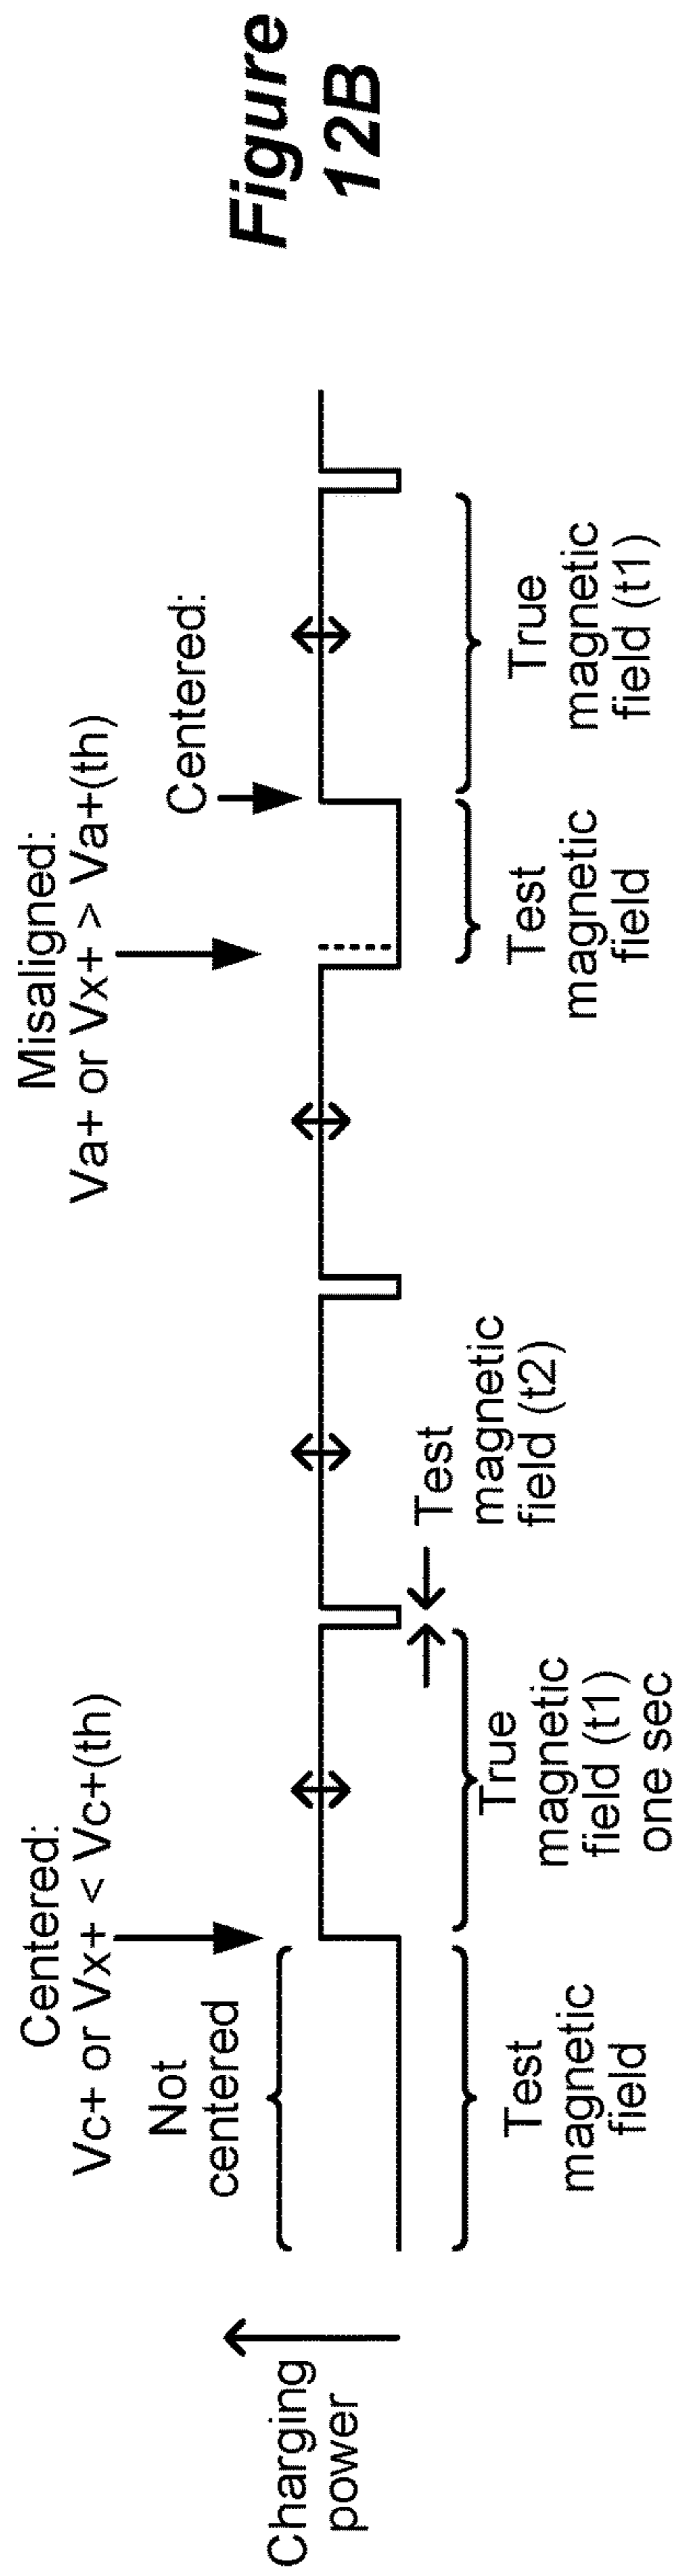 Charging
power
Centered:
Vc+ or Vx+ < Vc+(th)
Not
centered
Test
magnetic
field
True
magnetic
field (t1)
one sec
Test
magnetic
field (t2)
Misaligned:
Va+ or Vx+ > Va+(th)
Centered:
Test
magnetic
field
True
magnetic
field (t1)
Figure
12B